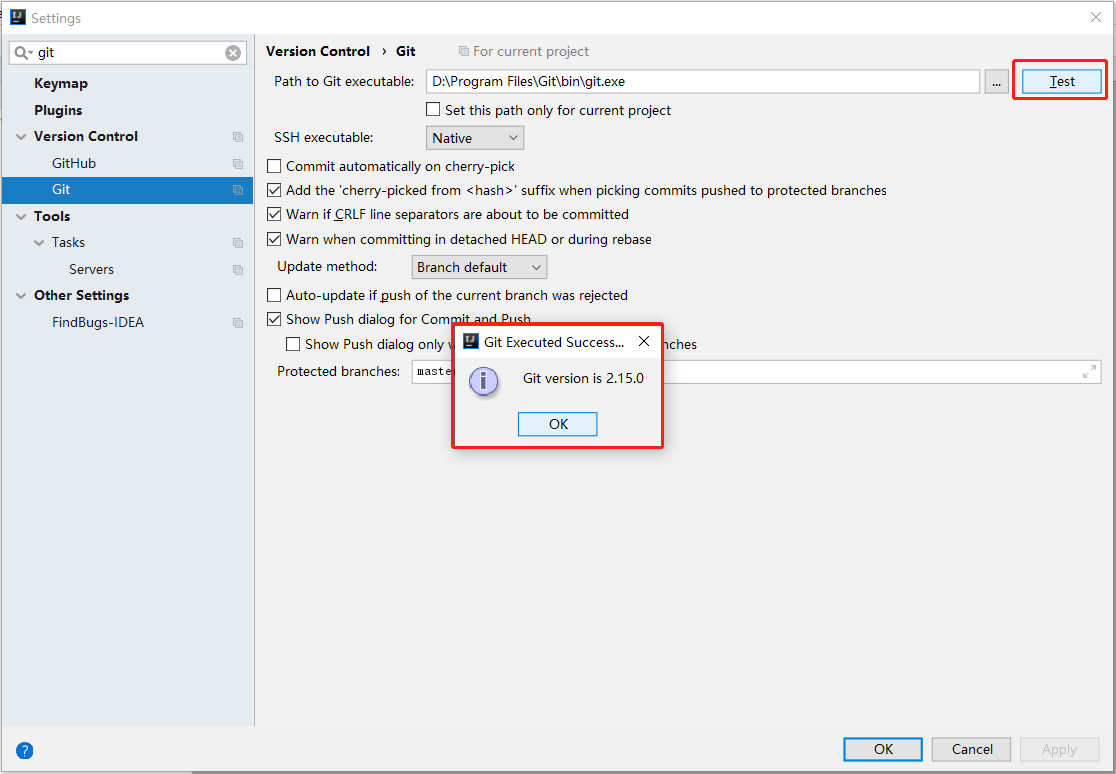 Settings
git
Keymap
Plugins
Version Control
GitHub
Git
Tools
Tasks
Servers
Other Settings
FindBugs-IDEA
Version Control › Git For current project
Path to Git executable: D:\Program Files\Git\bin\git.exe ... Test
Set this path only for current project
SSH executable: Native
Commit automatically on cherry-pick
Add the 'cherry-picked from <hash>' suffix when picking commits pushed to protected branches
Warn if CRLF line separators are about to be committed
Warn when committing in detached HEAD or during rebase
Update method: Branch default
Auto-update if push of the current branch was rejected
Show Push dialog for Commit and Push
Show Push dialog only
Protected branches:
Git Executed Success...
Git version is 2.15.0
OK
? OK Cancel Apply